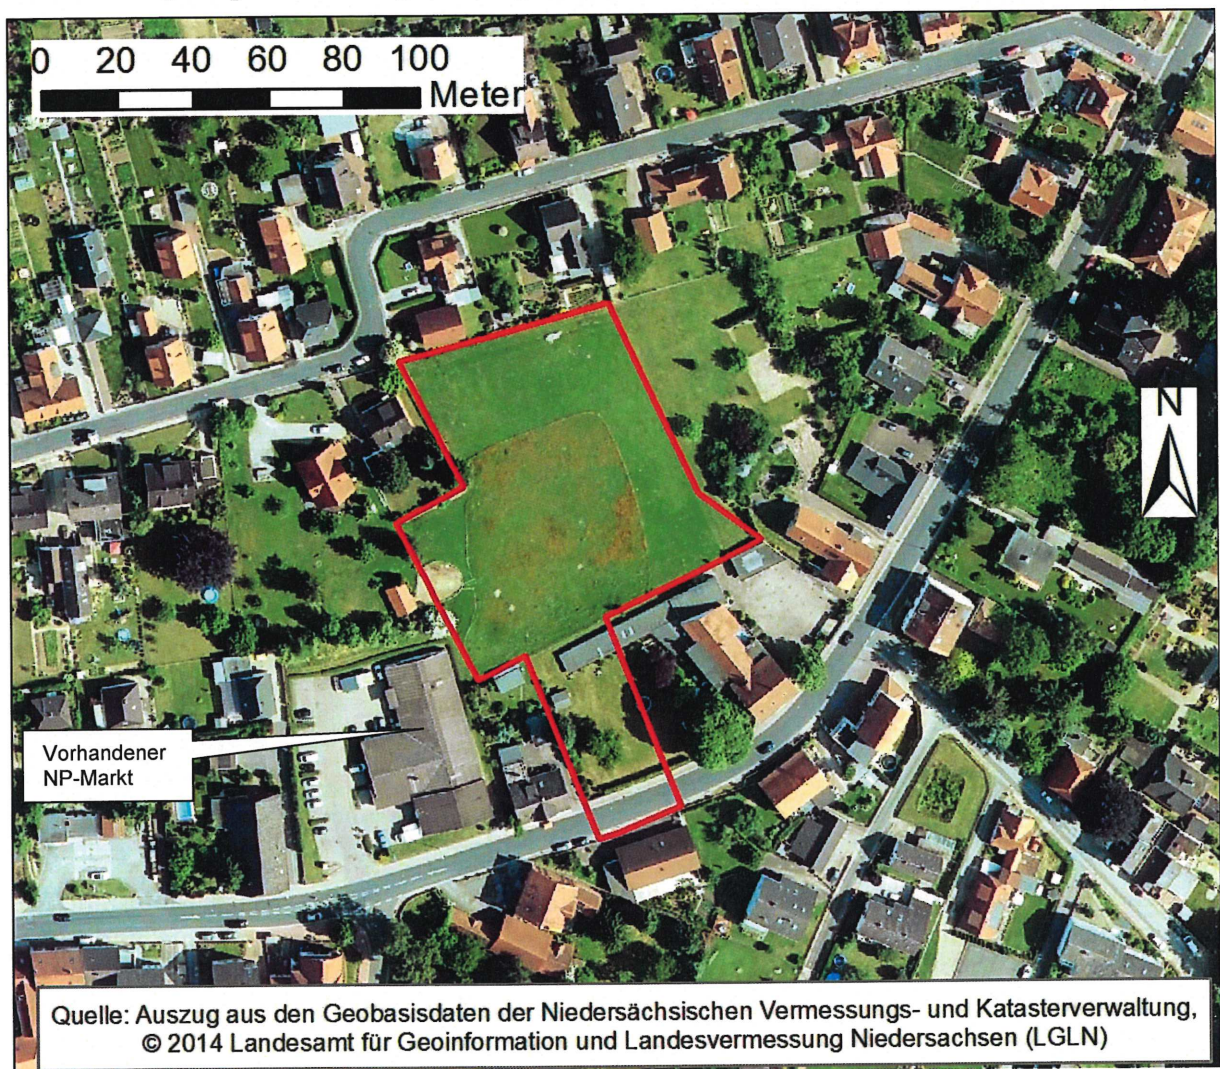 0 20 40 60 80 100
Meter
N
Vorhandener
NP-Markt
Quelle: Auszug aus den Geobasisdaten der Niedersächsischen Vermessungs- und Katasterverwaltung,
© 2014 Landesamt für Geoinformation und Landesvermessung Niedersachsen (LGLN)